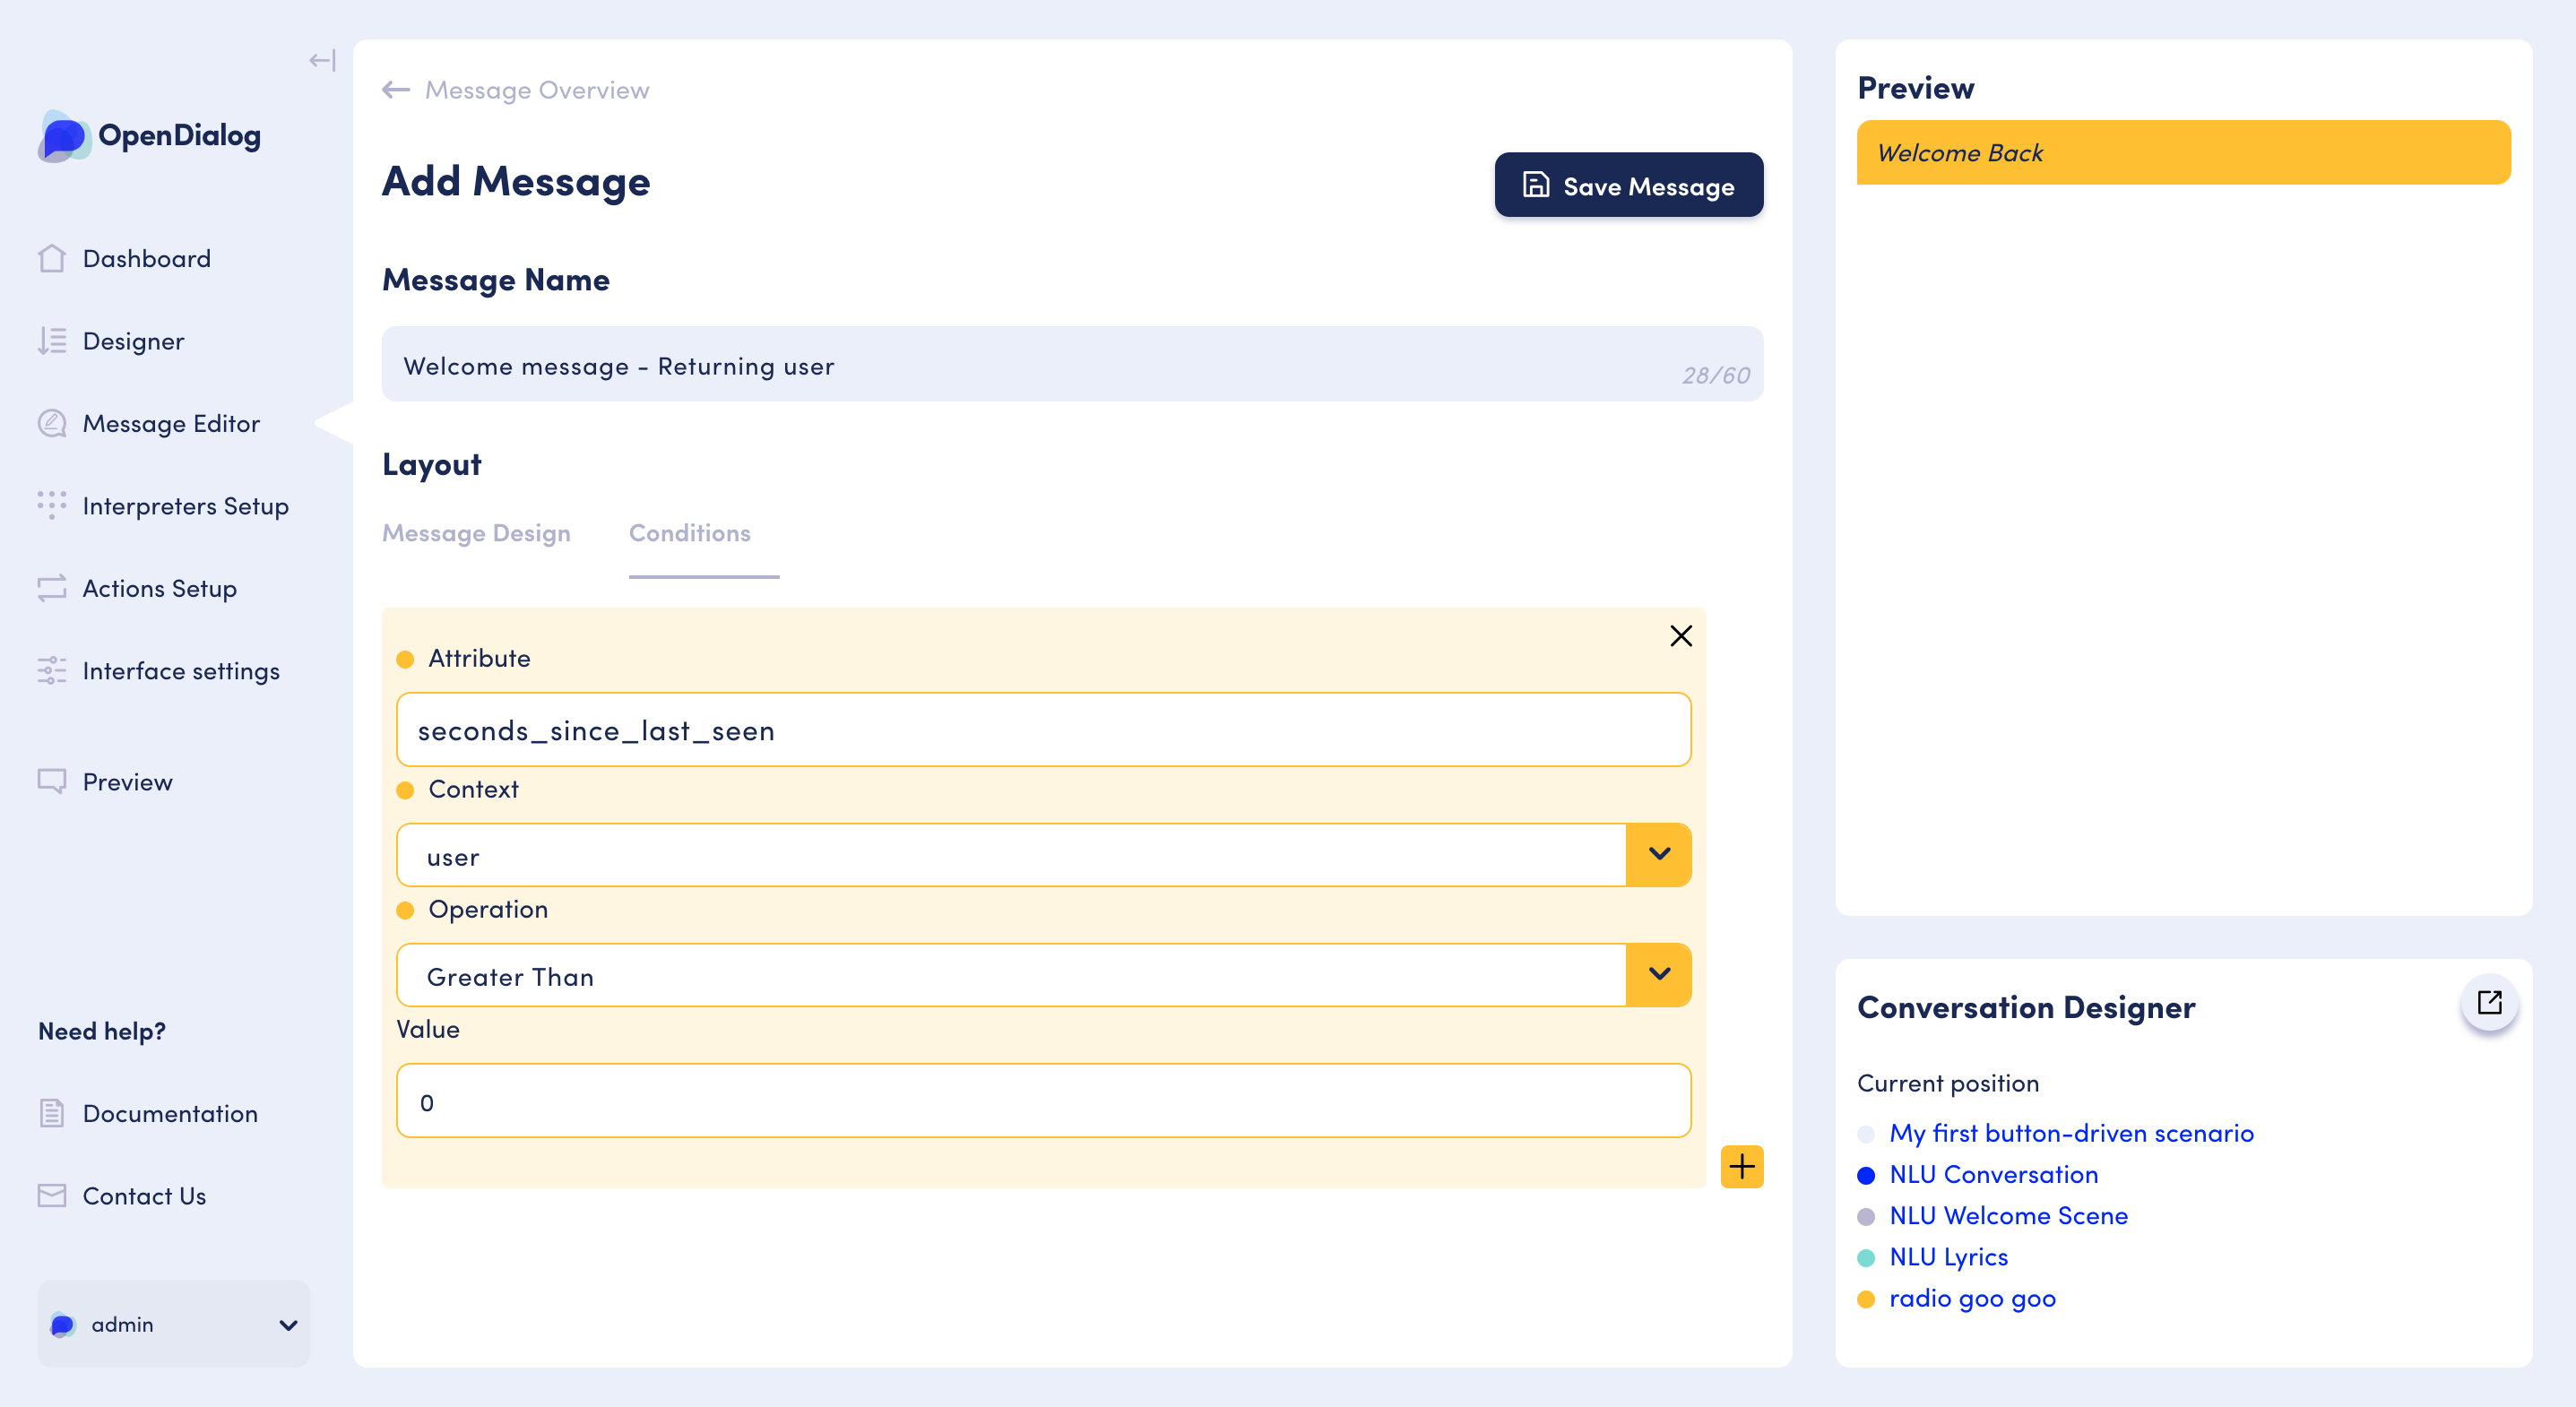 OpenDialog
Dashboard
Designer
Message Editor
Interpreters Setup
Actions Setup
Interface settings
Preview
Need help?
Documentation
Contact Us
admin
Message Overview
Add Message
Save Message
Message Name
Welcome message - Returning user
28/60
Layout
Message Design
Conditions
Attribute
seconds_since_last_seen
Context
user
Operation
Greater Than
Value
0
Preview
Welcome Back
Conversation Designer
Current position
My first button-driven scenario
NLU Conversation
NLU Welcome Scene
NLU Lyrics
radio goo goo